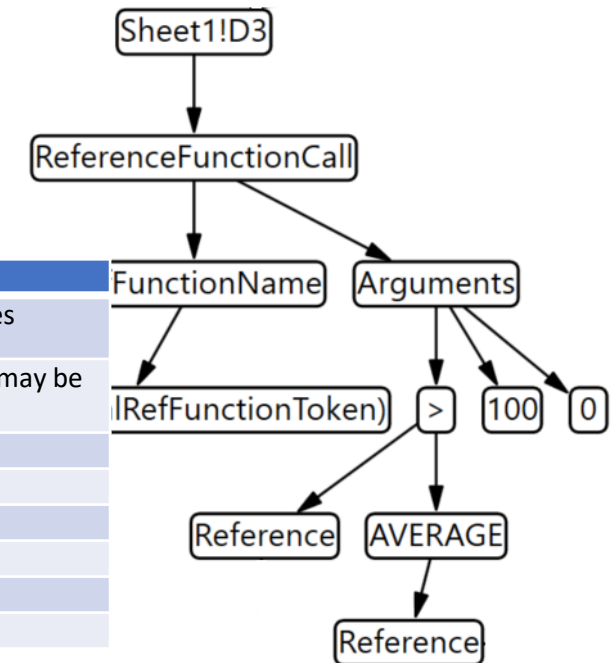 Sheet1!D3
ReferenceFunctionCall
FunctionName
Arguments
es
may be
lRefFunctionToken)
>
100
0
Reference
AVERAGE
Reference